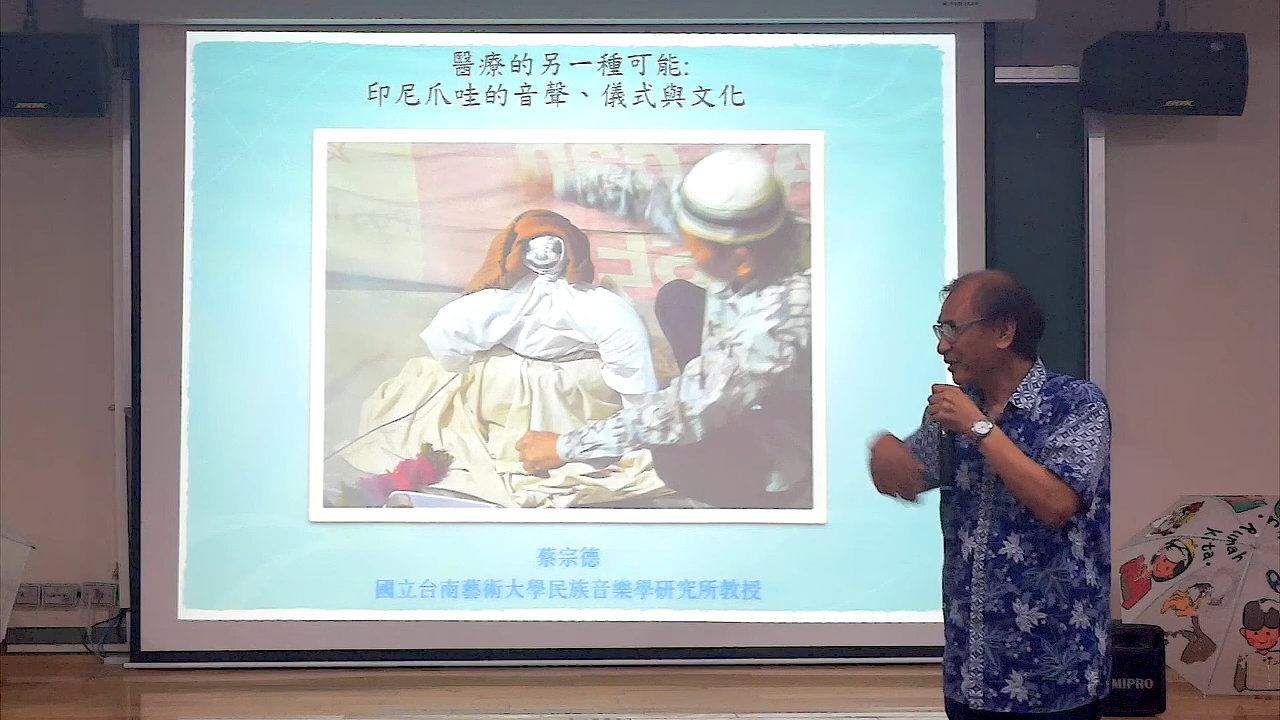 醫療的另一種可能:
印尼爪哇的音聲、儀式與文化
蔡宗德
國立台南藝術大學民族音樂學研究所教授
Rumah
Kita.
MIPRO